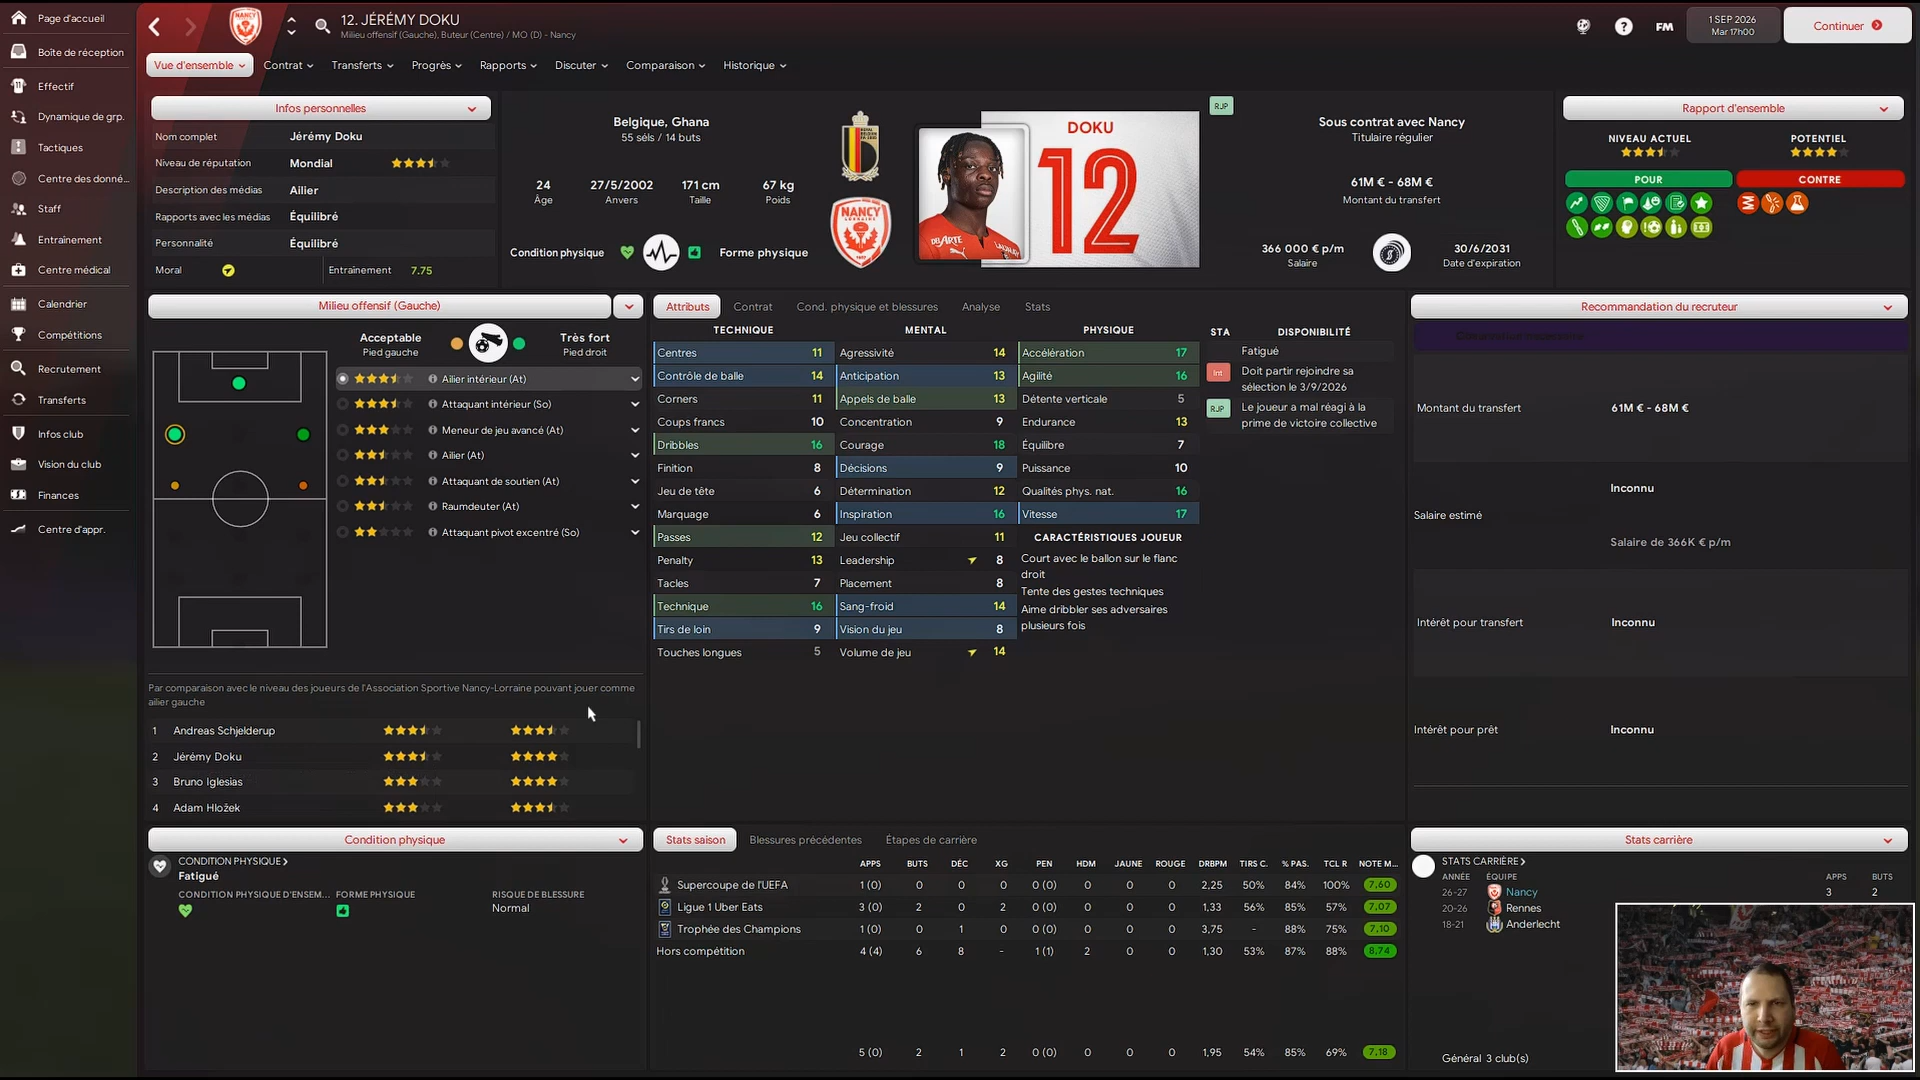 Page d'accueil
Boîte de réception
Effectif
Dynamique de grp.
Tactiques
Centre des donné...
Staff
Entraînement
Centre médical
Calendrier
Compétitions
Recrutement
Transferts
Infos club
Vision du club
Finances
Centre d'appr.
12. JÉRÉMY DOKU
Milieu offensif (Gauche), Buteur (Centre) / MO (D) - Nancy
FM
1 SEP 2026
Mar 17h00
Continuer
Vue d'ensemble Contrat Transferts Progrès Rapports Discuter Comparaison Historique
Infos personnelles
Nom complet Jérémy Doku
Niveau de réputation Mondial
Description des médias Ailier
Rapports avec les médias Équilibré
Personnalité Équilibré
Moral Entraînement 7.75
Belgique, Ghana
55 séls / 14 buts
24 27/5/2002 171 cm 67 kg
Âge Anvers Taille Poids
Condition physique Forme physique
NANCY
DOKU
12
RJP
Sous contrat avec Nancy
Titulaire régulier
61M € - 68M €
Montant du transfert
366 000 € p/m 30/6/2031
Salaire Date d'expiration
Rapport d'ensemble
NIVEAU ACTUEL POTENTIEL
POUR CONTRE
Milieu offensif (Gauche)
Acceptable Très fort
Pied gauche Pied droit
Ailier intérieur (At)
Attaquant intérieur (So)
Meneur de jeu avancé (At)
Ailier (At)
Attaquant de soutien (At)
Raumdeuter (At)
Attaquant pivot excentré (So)
Par comparaison avec le niveau des joueurs de l'Association Sportive Nancy-Lorraine pouvant jouer comme
ailier gauche
1 Andreas Schjelderup
2 Jérémy Doku
3 Bruno Iglesias
4 Adam Hložek
Attributs Contrat Cond. physique et blessures Analyse Stats
TECHNIQUE MENTAL PHYSIQUE
Centres 11 Agressivité 14 Accélération 17
Contrôle de balle 14 Anticipation 13 Agilité 16
Corners 11 Appels de balle 13 Détente verticale 5
Coups francs 10 Concentration 9 Endurance 13
Dribbles 16 Courage 18 Équilibre 7
Finition 8 Décisions 9 Puissance 10
Jeu de tête 6 Détermination 12 Qualités phys. nat. 16
Marquage 6 Inspiration 16 Vitesse 17
Passes 12 Jeu collectif 11
Penalty 13 Leadership 8
Tacles 7 Placement 8
Technique 16 Sang-froid 14
Tirs de loin 9 Vision du jeu 8
Touches longues 5 Volume de jeu 14
CARACTÉRISTIQUES JOUEUR
Court avec le ballon sur le flanc
droit
Tente des gestes techniques
Aime dribbler ses adversaires
plusieurs fois
STA DISPONIBILITÉ
Fatigué
Int Doit partir rejoindre sa
sélection le 3/9/2026
RJP Le joueur a mal réagi à la
prime de victoire collective
Recommandation du recruteur
Montant du transfert 61M € - 68M €
Inconnu
Salaire estimé
Salaire de 366K € p/m
Intérêt pour transfert Inconnu
Intérêt pour prêt Inconnu
Condition physique
CONDITION PHYSIQUE
Fatigué
CONDITION PHYSIQUE D'ENSEM... FORME PHYSIQUE RISQUE DE BLESSURE
Normal
Stats saison Blessures précédentes Étapes de carrière
APPS BUTS DÉC XG PEN HDM JAUNE ROUGE DRBPM TIRS C. % PAS. TCL R NOTE M...
Supercoupe de l'UEFA 1 (0) 0 0 0 0 (0) 0 0 0 2,25 50% 84% 100% 7,60
Ligue 1 Uber Eats 3 (0) 2 0 2 0 (0) 0 0 0 1,33 56% 85% 57% 7,07
Trophée des Champions 1 (0) 0 1 0 0 (0) 0 0 0 3,75 - 88% 75% 7,10
Hors compétition 4 (4) 6 8 - 1 (1) 2 0 0 1,30 53% 87% 88% 8,74
5 (0) 2 1 2 0 (0) 0 0 0 1,95 54% 85% 69% 7,18
Stats carrière
STATS CARRIÈRE
ANNÉE ÉQUIPE APPS BUTS
26-27 Nancy 3 2
20-26 Rennes
18-21 Anderlecht
Général 3 club(s)